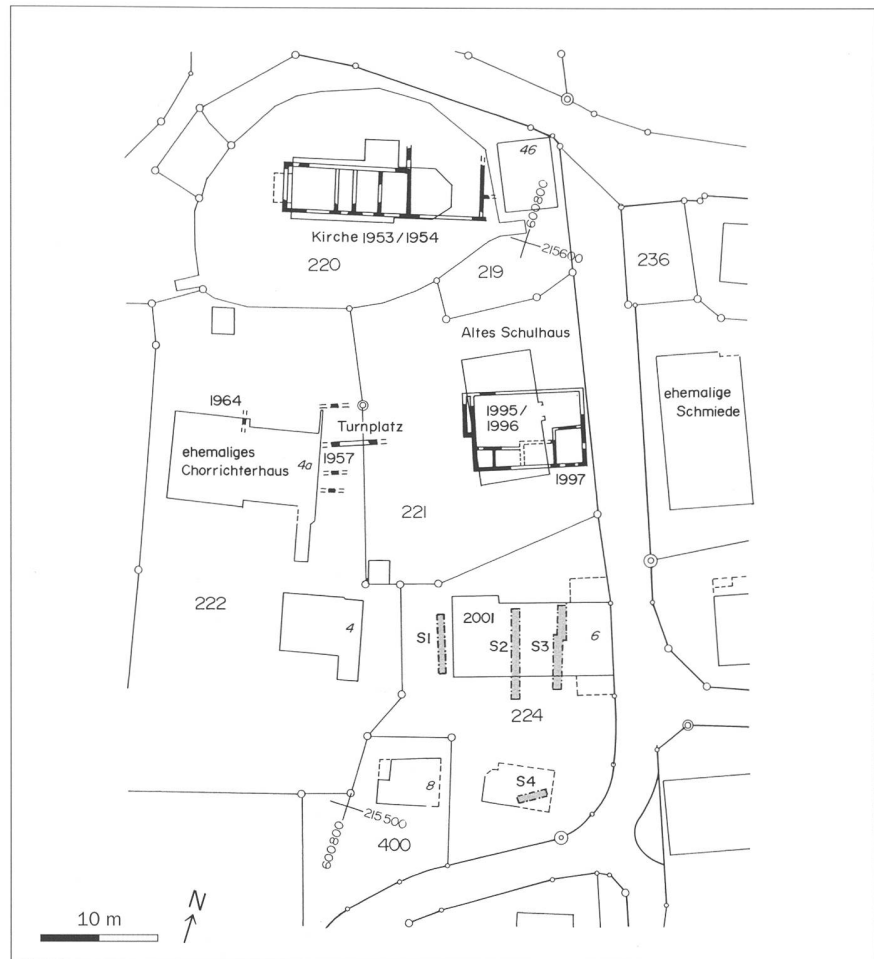 46
600800
215600
Kirche 1953/1954
220
219
236
Altes Schulhaus
1964
Turnplatz
1995/
1996
ehemalige
Schmiede
ehemaliges
Chorrichterhaus
4a
1957
1997
221
222
4
S1
2001
S2
S3
6
224
8
S4
215500
600800
400
10 m
N